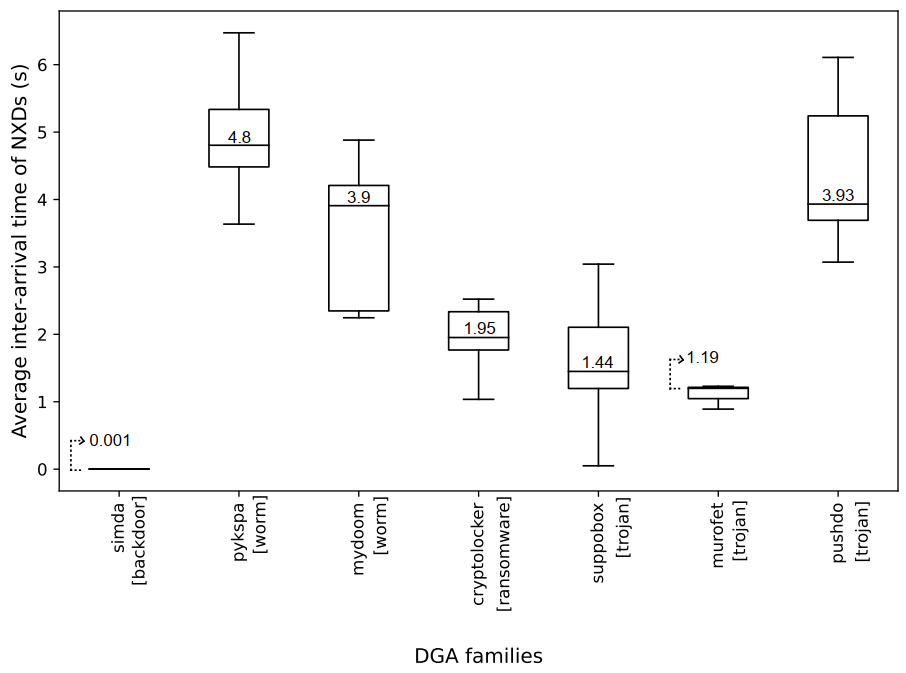 Average inter-arrival time of NXDs (s)
6
5
4
3
2
1
0
0.001
4.8
3.9
1.95
1.44
1.19
3.93
simda
[backdoor]
pykspa
[worm]
mydoom
[worm]
cryptolocker
[ransomware]
suppobox
[trojan]
murofet
[trojan]
pushdo
[trojan]
DGA families